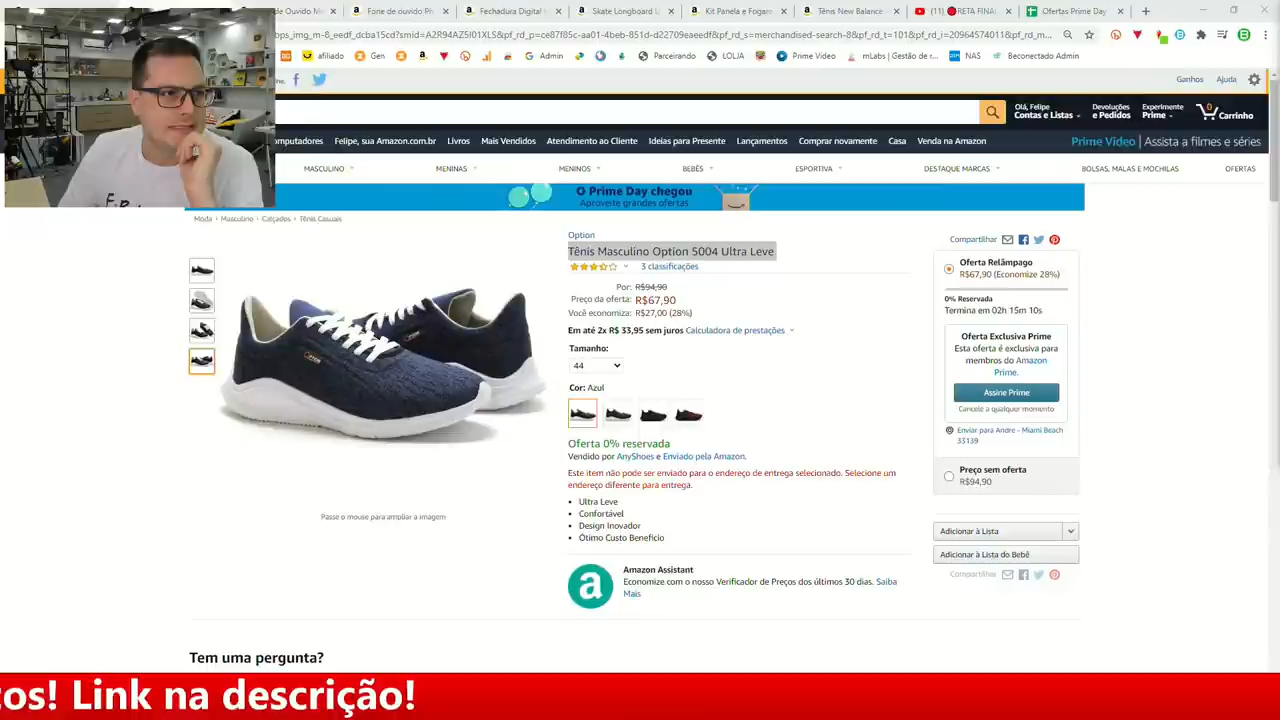 de Ouvido M
Fone de ouvido Ph
Fechadura Digital
Skate Longboard
Kit Panela e Fogare
Tênis New Balance
(11) RETA FINAL
Ofertas Prime Day
afiliado
Gen
Admin
Parceirando
LOLJA
Prime Video
mLabs | Gestão de r...
NAS
Beconectado Admin
Ganhos
Ajuda
Olá, Felipe
Contas e Listas
Devoluções
e Pedidos
Experimente
Prime
0
Carrinho
omputadores
Felipe, sua Amazon.com.br
Livros
Mais Vendidos
Atendimento ao Cliente
Ideias para Presente
Lançamentos
Comprar novamente
Casa
Venda na Amazon
Prime Video | Assista a filmes e séries
MASCULINO
MENINAS
MENINOS
BEBÊS
ESPORTIVA
DESTAQUE MARCAS
BOLSAS, MALAS E MOCHILAS
OFERTAS
O Prime Day chegou
Aproveite grandes ofertas
Moda › Masculino › Calçados › Tênis Casuais
Option
Tênis Masculino Option 5004 Ultra Leve
3 classificações
Por: R$94,90
Preço da oferta: R$67,90
Você economiza: R$27,00 (28%)
Em até 2x R$ 33,95 sem juros Calculadora de prestações
Tamanho:
44
Cor: Azul
Oferta 0% reservada
Vendido por AnyShoes e Enviado pela Amazon.
Este item não pode ser enviado para o endereço de entrega selecionado. Selecione um
endereço diferente para entrega.
• Ultra Leve
• Confortável
• Design Inovador
• Ótimo Custo Beneficio
Passe o mouse para ampliar a imagem
Amazon Assistant
Economize com o nosso Verificador de Preços dos últimos 30 dias. Saiba
Mais
Compartilhar
Oferta Relâmpago
R$67,90 (Economize 28%)
0% Reservada
Termina em 02h 15m 10s
Oferta Exclusiva Prime
Esta oferta é exclusiva para
membros do Amazon
Prime.
Assine Prime
Cancele a qualquer momento
Enviar para Andre - Miami Beach
33139
Preço sem oferta
R$94,90
Adicionar à Lista
Adicionar à Lista do Bebê
Compartilhar
Tem uma pergunta?
tos! Link na descrição!